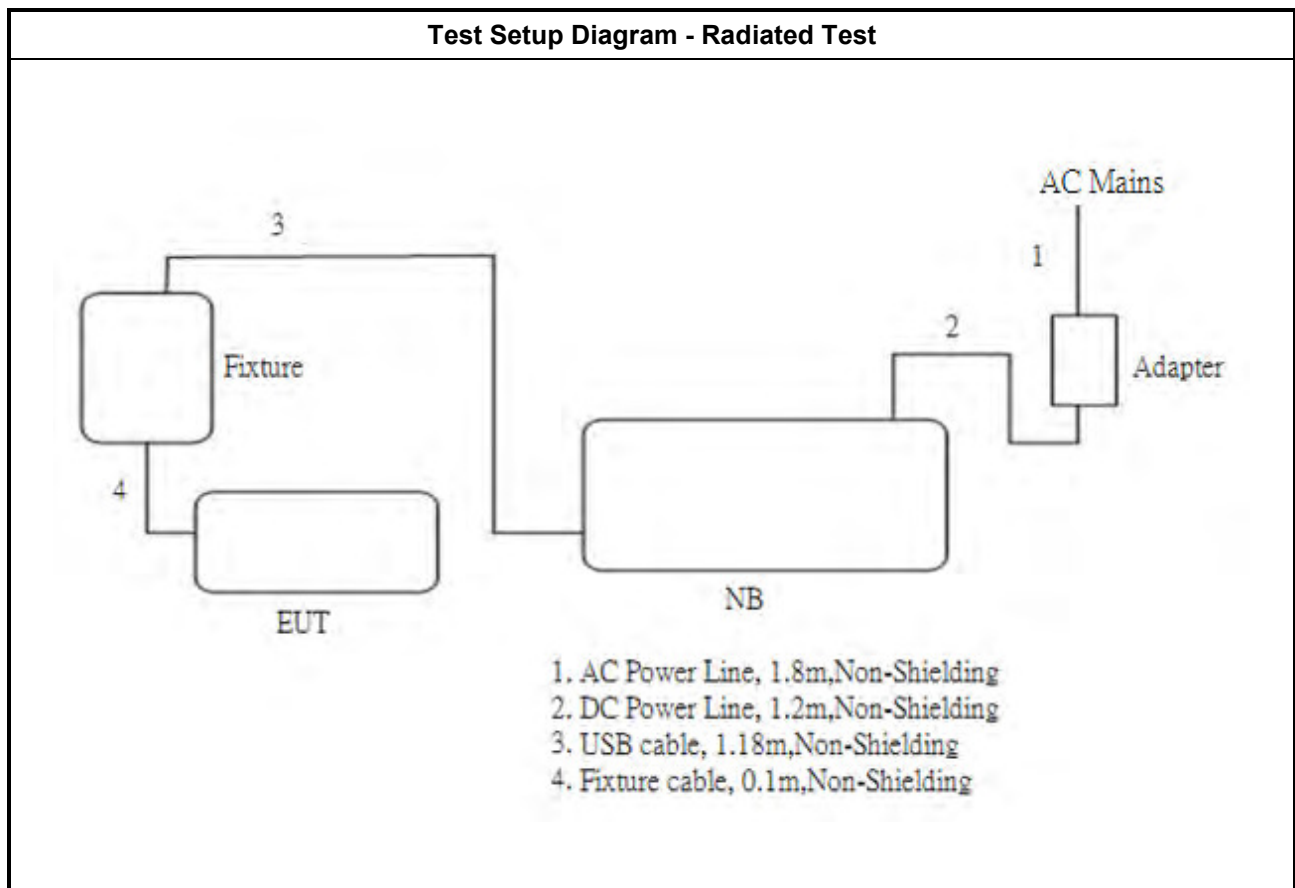 Test Setup Diagram - Radiated Test
AC Mains
3
1
2
Fixture
Adapter
4
EUT
NB
1. AC Power Line, 1.8m,Non-Shielding
2. DC Power Line, 1.2m,Non-Shielding
3. USB cable, 1.18m,Non-Shielding
4. Fixture cable, 0.1m,Non-Shielding